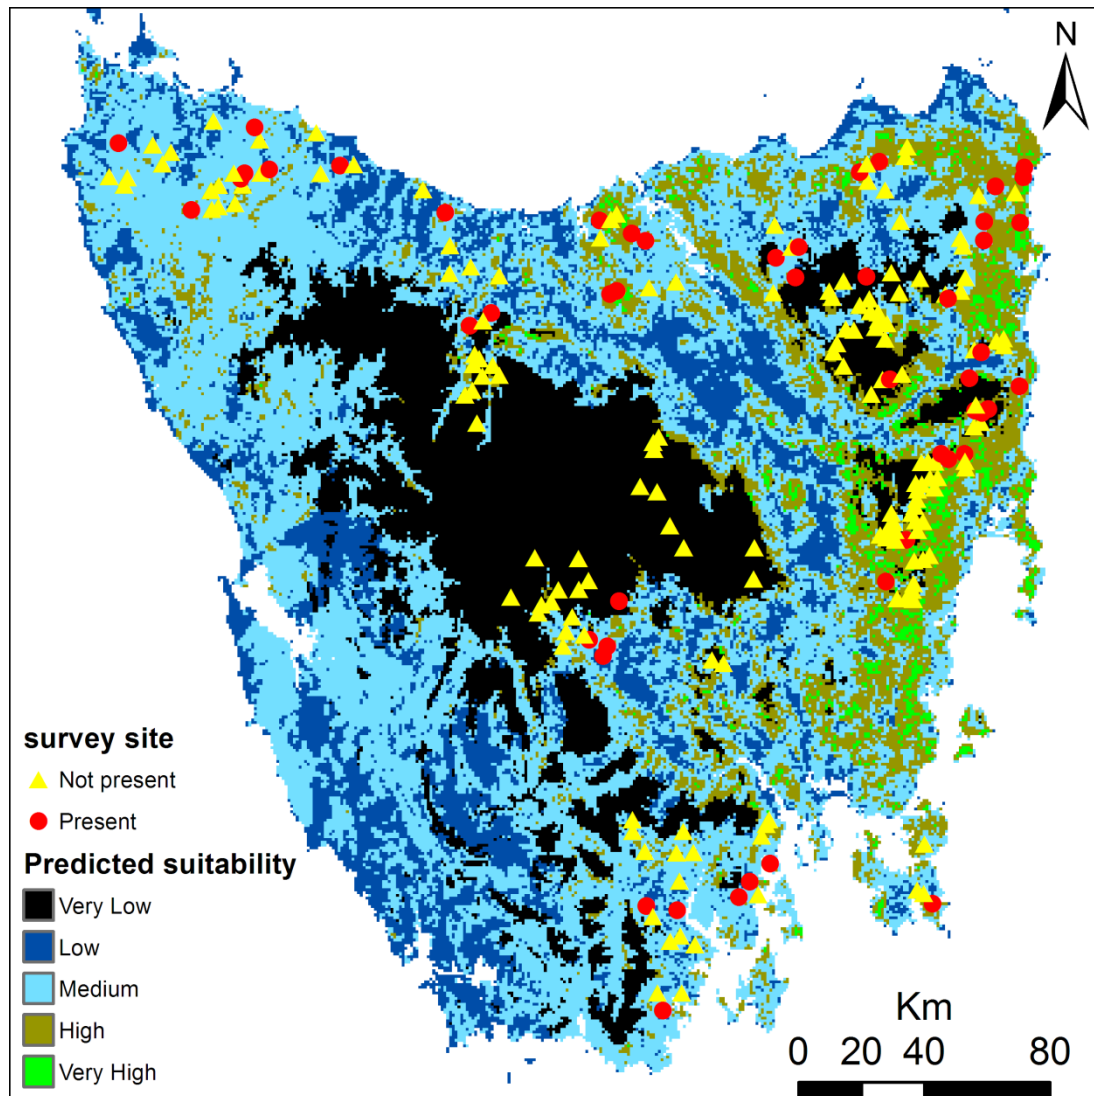 N
survey site
Not present
Present
Predicted suitability
Very Low
Low
Medium
High
Very High
Km
0 20 40 80